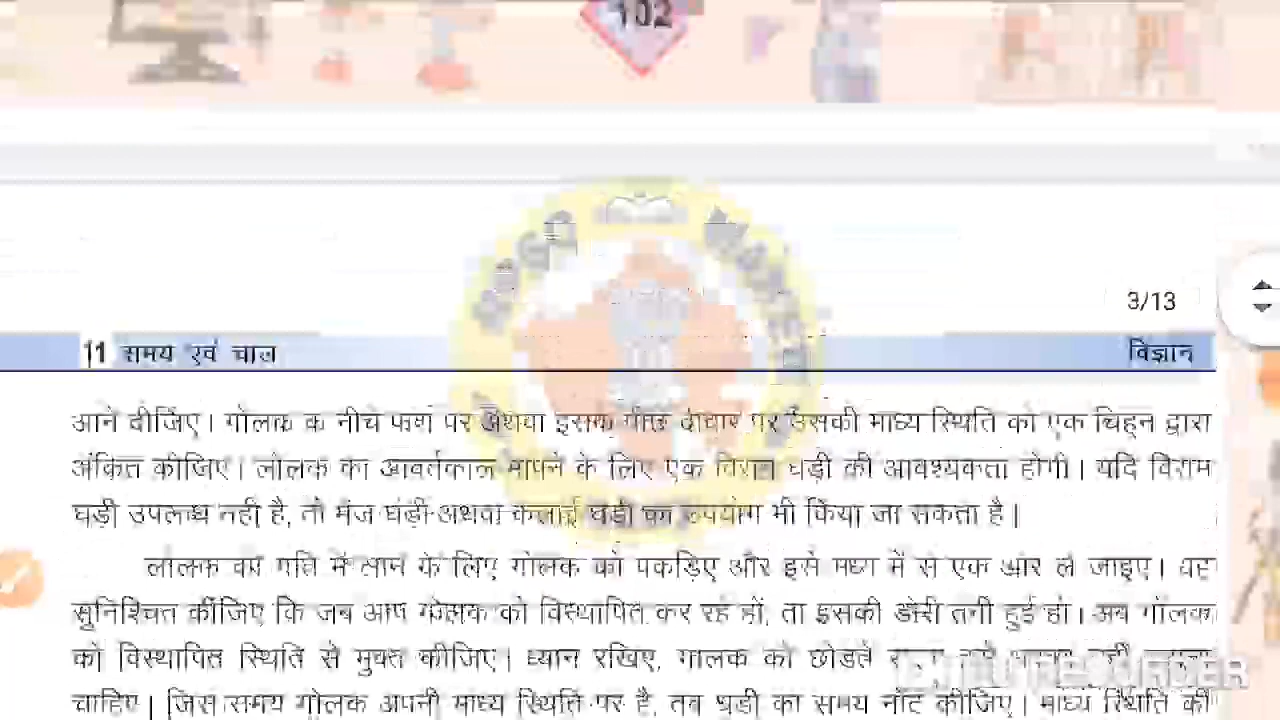 102
3/13
11 समय एवं चाल
विज्ञान
आने दीजिए। गोलक के नीचे फर्श पर अथवा इसके पीछे दीवार पर उसकी माध्य स्थिति को एक चिह्न द्वारा
अंकित कीजिए। लोलक का आवर्तकाल मापने के लिए एक विराम घड़ी की आवश्यकता होगी। यदि विराम
घड़ी उपलब्ध नहीं है, तो मेज घड़ी अथवा कलाई घड़ी का उपयोग भी किया जा सकता है।
लोलक को गति में लाने के लिए गोलक को पकड़िए और इसे मध्य में से एक ओर ले जाइए। यह
सुनिश्चित कीजिए कि जब आप गोलक को विस्थापित कर रहे हों, तो इसकी डोरी तनी हुई हो। अब गोलक
को विस्थापित स्थिति से मुक्त कीजिए। ध्यान रखिए, गोलक को छोड़ते
चाहिए। जिस समय गोलक अपनी माध्य स्थिति पर है, तब घड़ी का समय नोट कीजिए। माध्य स्थिति की
RECORDER